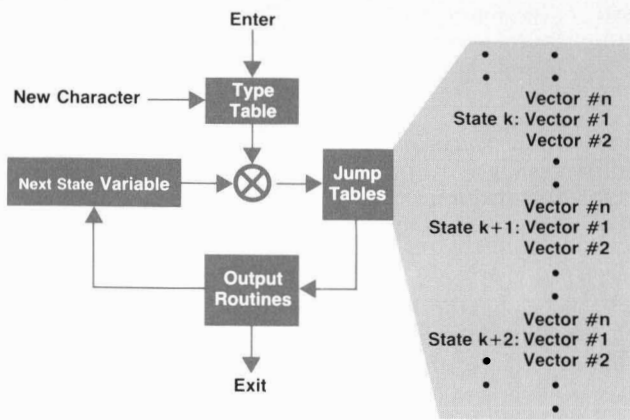 Enter
New Character
Type
Table
Next State Variable
Jump
Tables
Output
Routines
Exit
Vector #n
State k: Vector #1
Vector #2
Vector #n
State k+1: Vector #1
Vector #2
Vector #n
State k+2: Vector #1
Vector #2